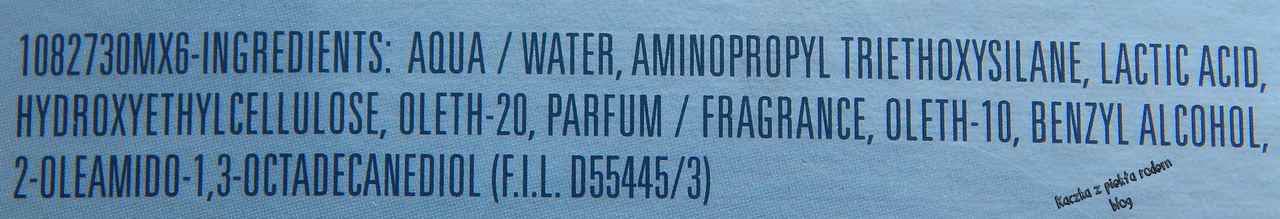 1082730MX6-INGREDIENTS: AQUA / WATER, AMINOPROPYL TRIETHOXYSILANE, LACTIC ACID,
HYDROXYETHYLCELLULOSE, OLETH-20, PARFUM / FRAGRANCE, OLETH-10, BENZYL ALCOHOL,
2-OLEAMIDO-1,3-OCTADECANEDIOL (F.I.L. D55445/3)
Kaczka z piekła rodem
blog